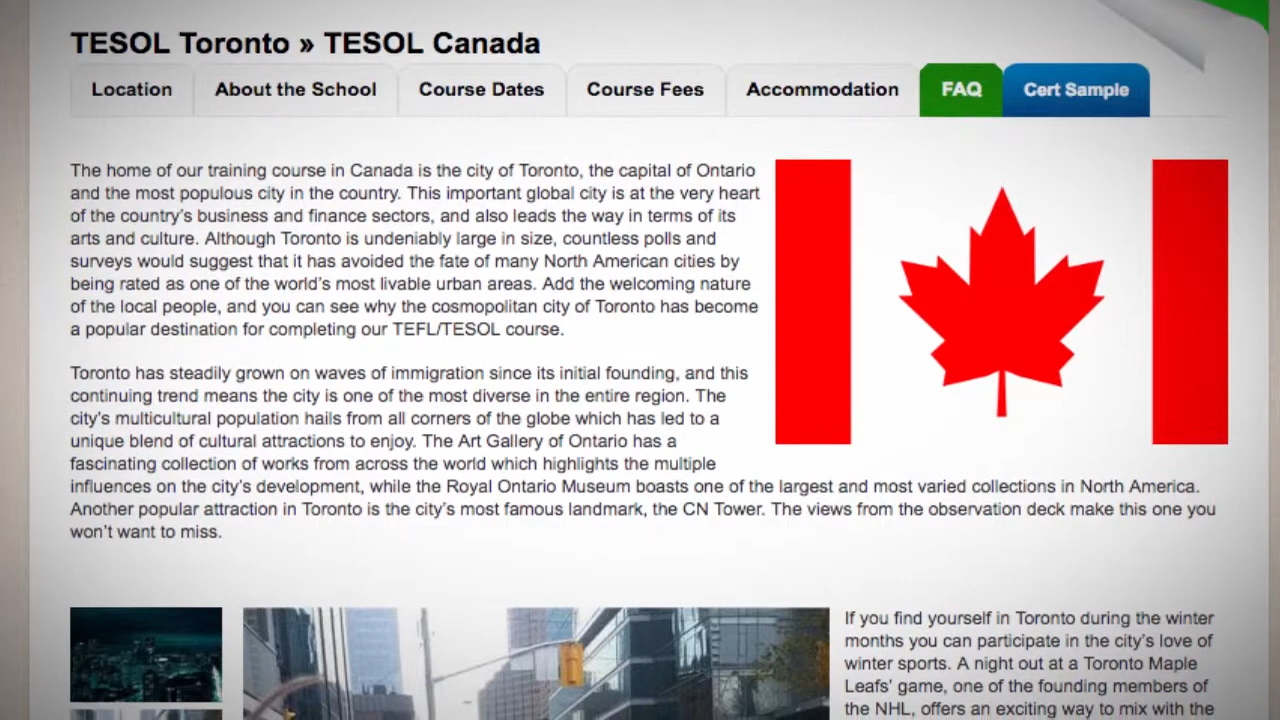 TESOL Toronto » TESOL Canada
Location
About the School
Course Dates
Course Fees
Accommodation
FAQ
Cert Sample
The home of our training course in Canada is the city of Toronto, the capital of Ontario
and the most populous city in the country. This important global city is at the very heart
of the country's business and finance sectors, and also leads the way in terms of its
arts and culture. Although Toronto is undeniably large in size, countless polls and
surveys would suggest that it has avoided the fate of many North American cities by
being rated as one of the world's most livable urban areas. Add the welcoming nature
of the local people, and you can see why the cosmopolitan city of Toronto has become
a popular destination for completing our TEFL/TESOL course.
Toronto has steadily grown on waves of immigration since its initial founding, and this
continuing trend means the city is one of the most diverse in the entire region. The
city's multicultural population hails from all corners of the globe which has led to a
unique blend of cultural attractions to enjoy. The Art Gallery of Ontario has a
fascinating collection of works from across the world which highlights the multiple
influences on the city's development, while the Royal Ontario Museum boasts one of the largest and most varied collections in North America.
Another popular attraction in Toronto is the city's most famous landmark, the CN Tower. The views from the observation deck make this one you
won't want to miss.
If you find yourself in Toronto during the winter
months you can participate in the city's love of
winter sports. A night out at a Toronto Maple
Leafs' game, one of the founding members of
the NHL, offers an exciting way to mix with the